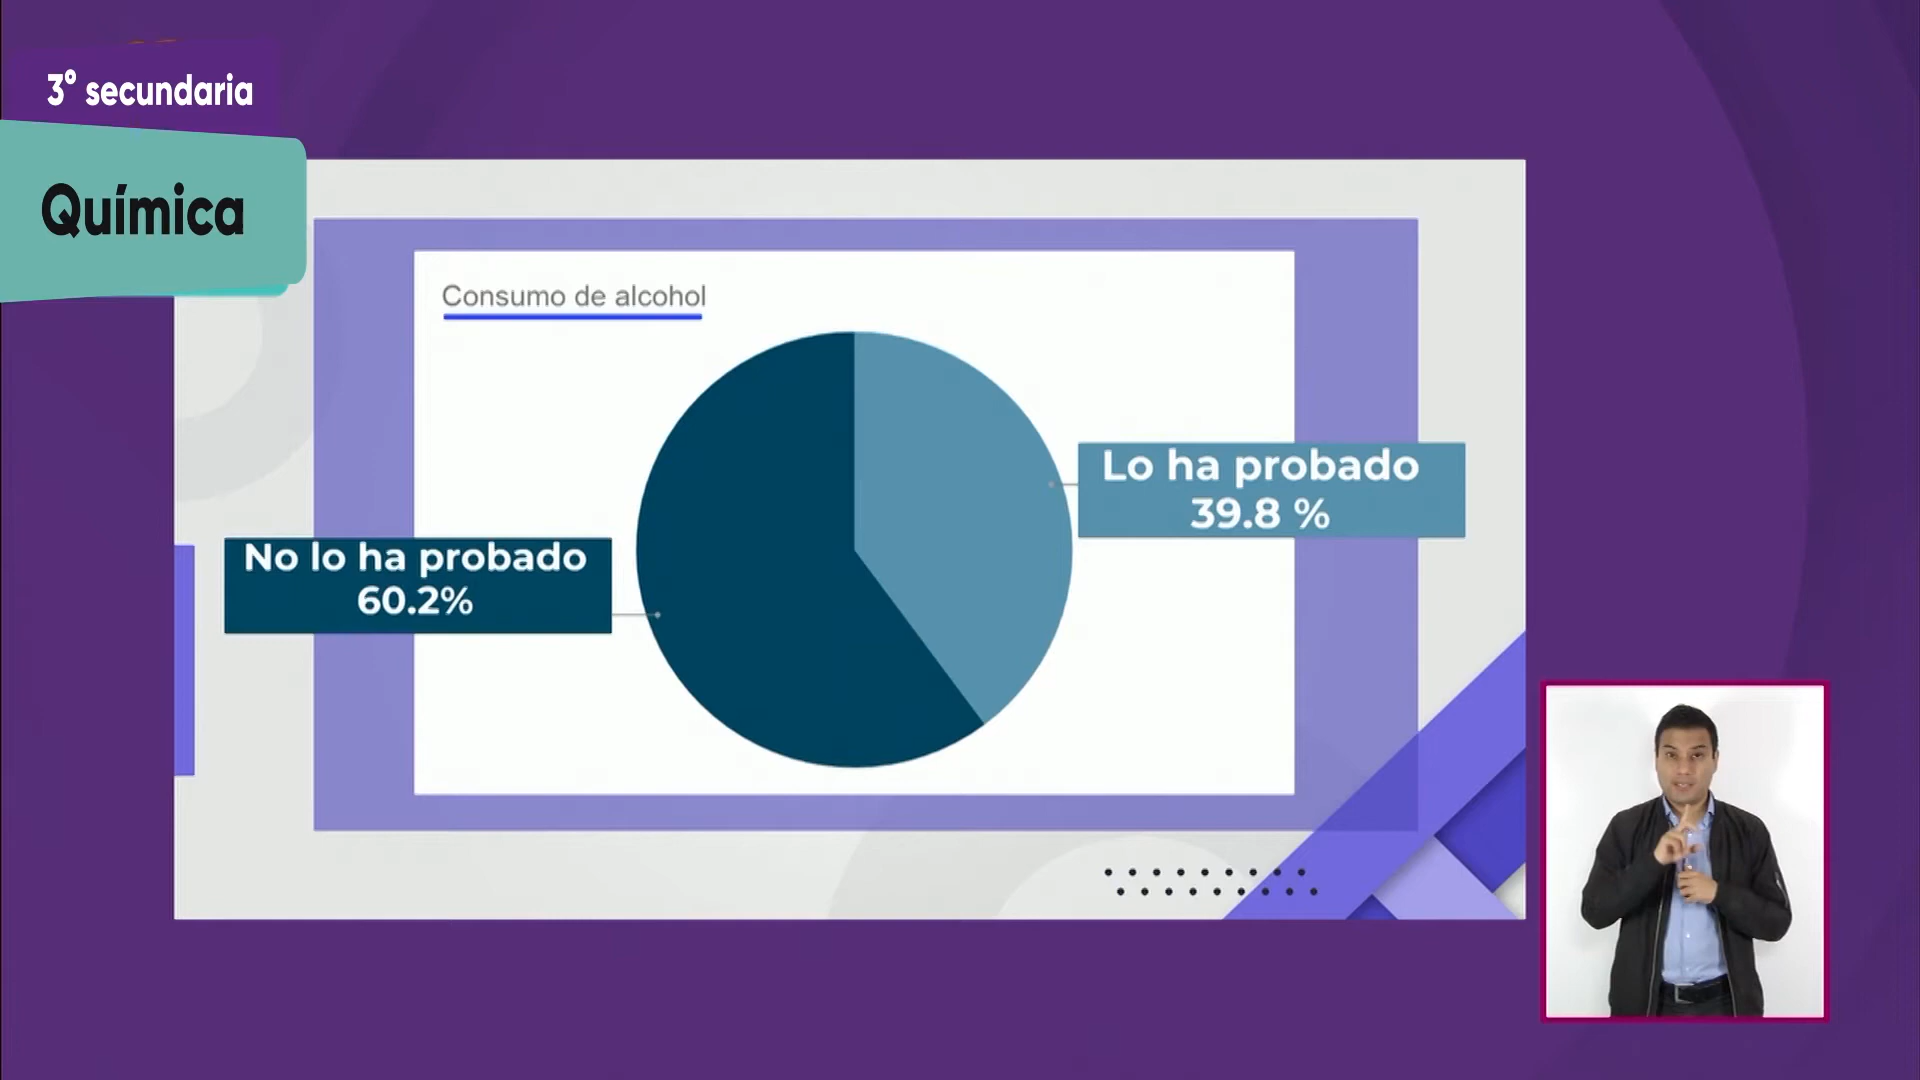 3° secundaria
Química
Consumo de alcohol
Lo ha probado
39.8 %
No lo ha probado
60.2%